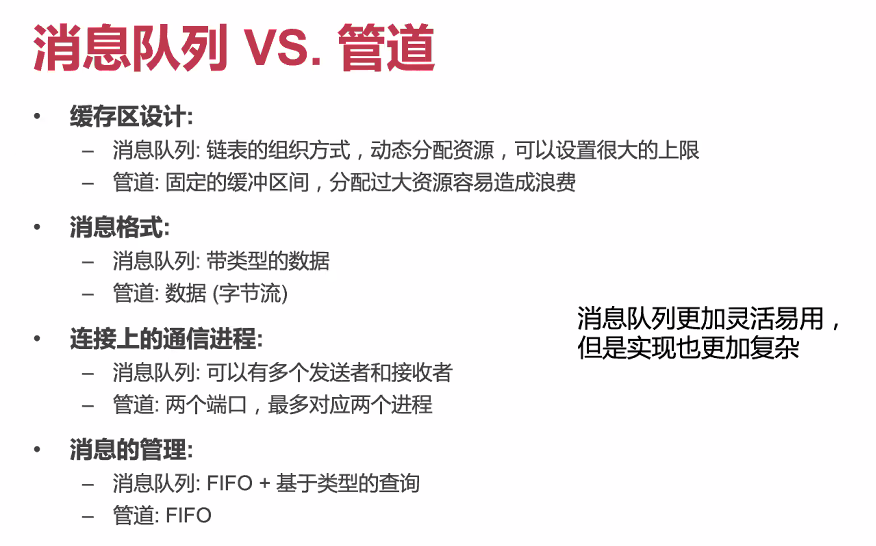 消息队列 VS. 管道
• 缓存区设计:
– 消息队列: 链表的组织方式，动态分配资源，可以设置很大的上限
– 管道: 固定的缓冲区间，分配过大资源容易造成浪费
• 消息格式:
– 消息队列: 带类型的数据
– 管道: 数据 (字节流)
• 连接上的通信进程:
– 消息队列: 可以有多个发送者和接收者
– 管道: 两个端口，最多对应两个进程
• 消息的管理:
– 消息队列: FIFO + 基于类型的查询
– 管道: FIFO
消息队列更加灵活易用，
但是实现也更加复杂